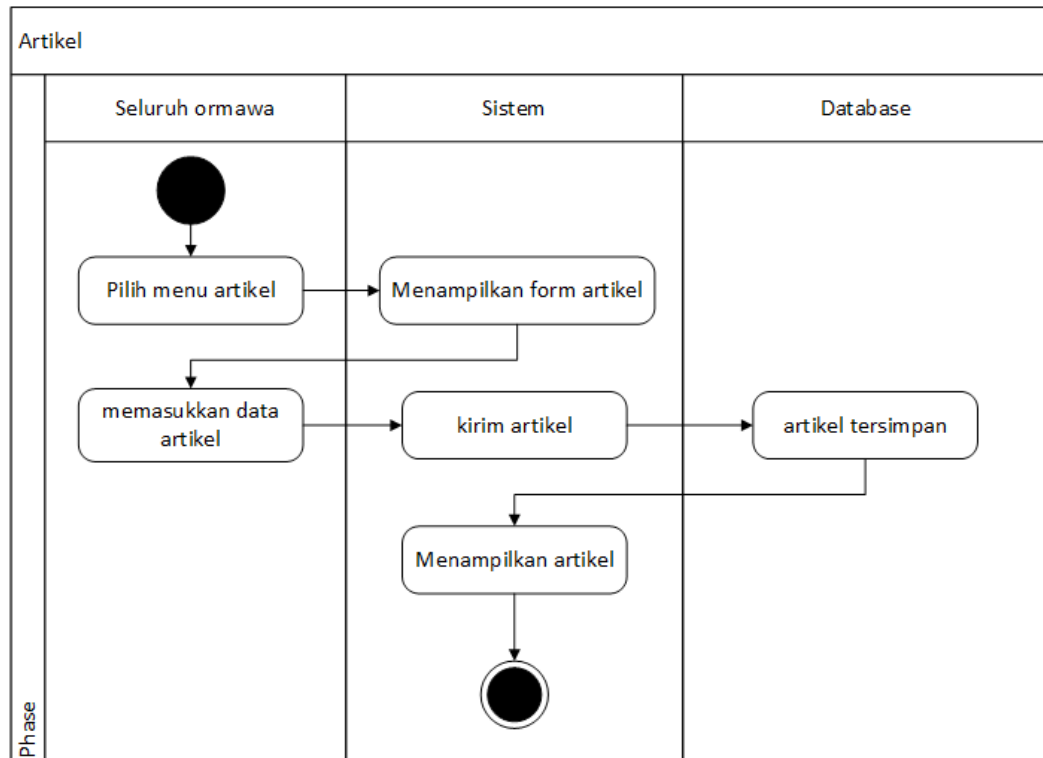 Artikel
Seluruh ormawa
Sistem
Database
Pilih menu artikel
Menampilkan form artikel
memasukkan data
artikel
kirim artikel
artikel tersimpan
Menampilkan artikel
Phase